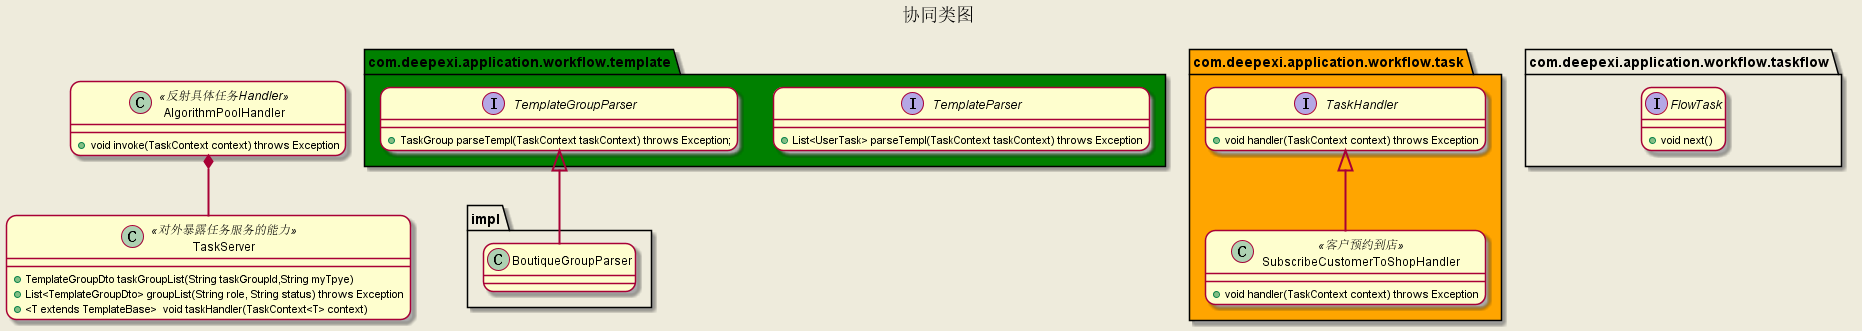 协同类图
«反射具体任务Handler»
C
AlgorithmPoolHandler
void invoke(TaskContext context) throws Exception
«对外暴露任务服务的能力»
C
TaskServer
TemplateGroupDto taskGroupList(String taskGroupId,String myTpye)
List<TemplateGroupDto> groupList(String role, String status) throws Exception
<T extends TemplateBase> void taskHandler(TaskContext<T> context)
com.deepexi.application.workflow.template
I TemplateGroupParser
TaskGroup parseTempl(TaskContext taskContext) throws Exception;
I TemplateParser
List<UserTask> parseTempl(TaskContext taskContext) throws Exception
impl
C BoutiqueGroupParser
com.deepexi.application.workflow.task
I TaskHandler
void handler(TaskContext context) throws Exception
«客户预约到店»
C
SubscribeCustomerToShopHandler
void handler(TaskContext context) throws Exception
com.deepexi.application.workflow.taskflow
I FlowTask
void next()